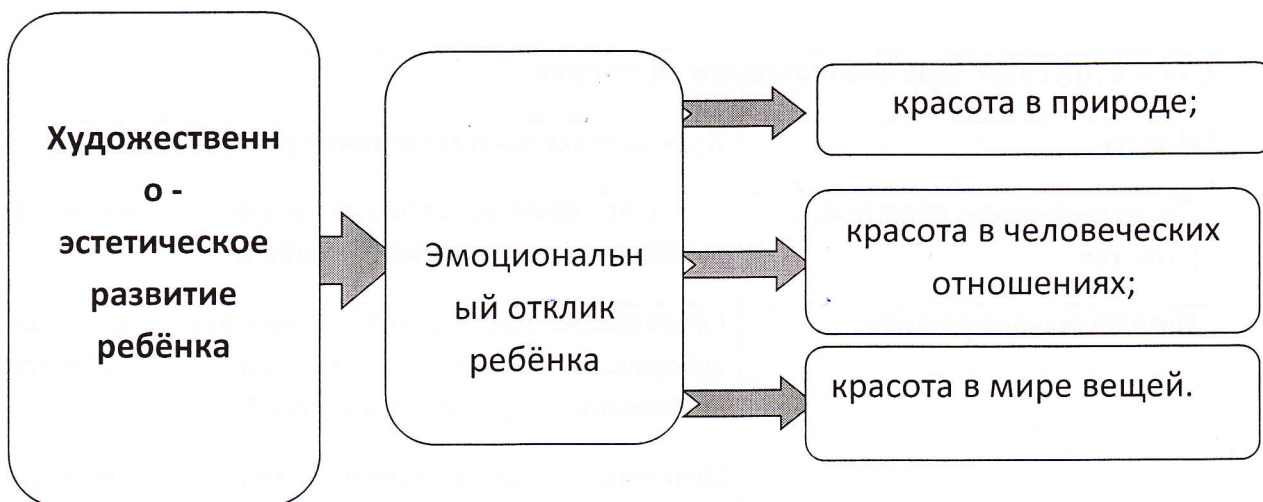 Художественн
о -
эстетическое
развитие
ребёнка
Эмоциональн
ый отклик
ребёнка
красота в природе;
красота в человеческих
отношениях;
красота в мире вещей.